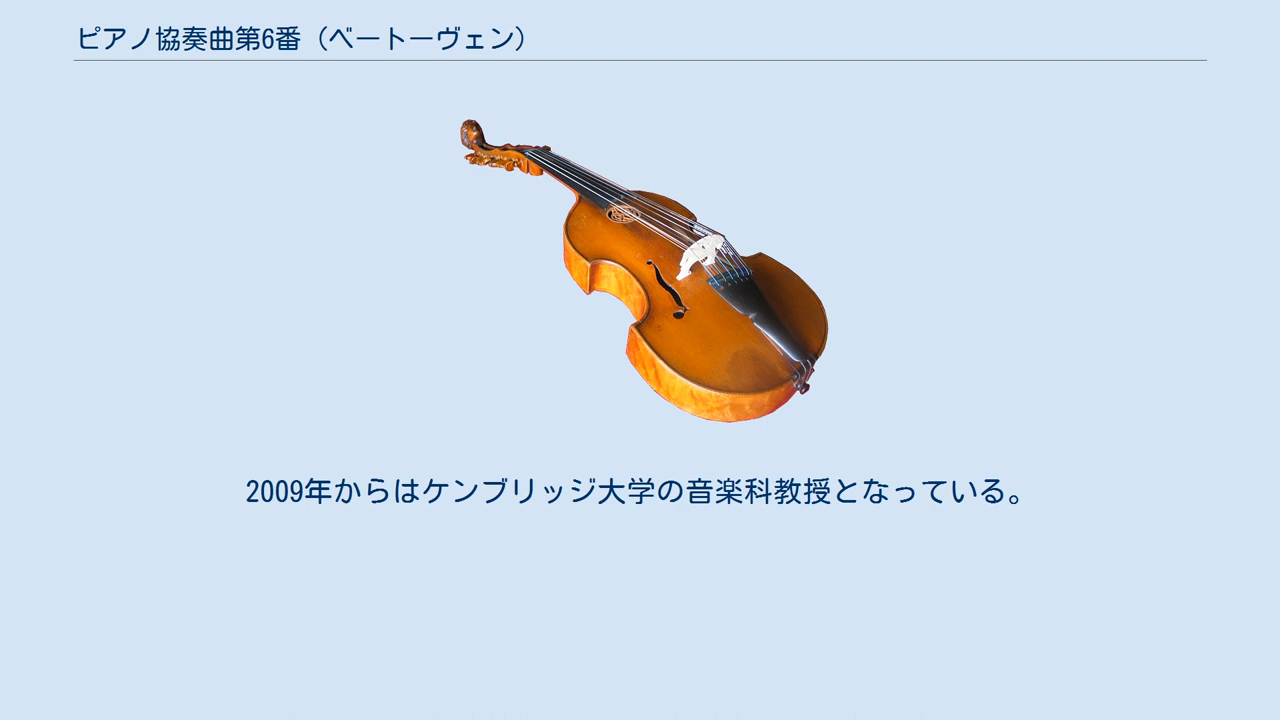 ピアノ協奏曲第6番（ベートーヴェン）
2009年からはケンブリッジ大学の音楽科教授となっている。